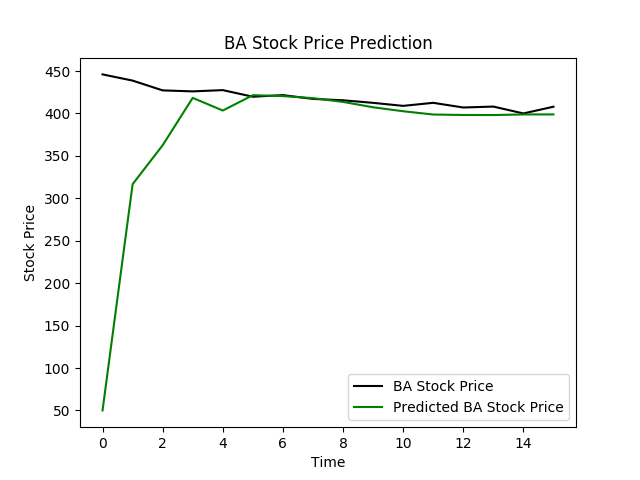 BA Stock Price Prediction
Stock Price
450
400
350
300
250
200
150
100
50
0 2 4 6 8 10 12 14
Time
BA Stock Price
Predicted BA Stock Price